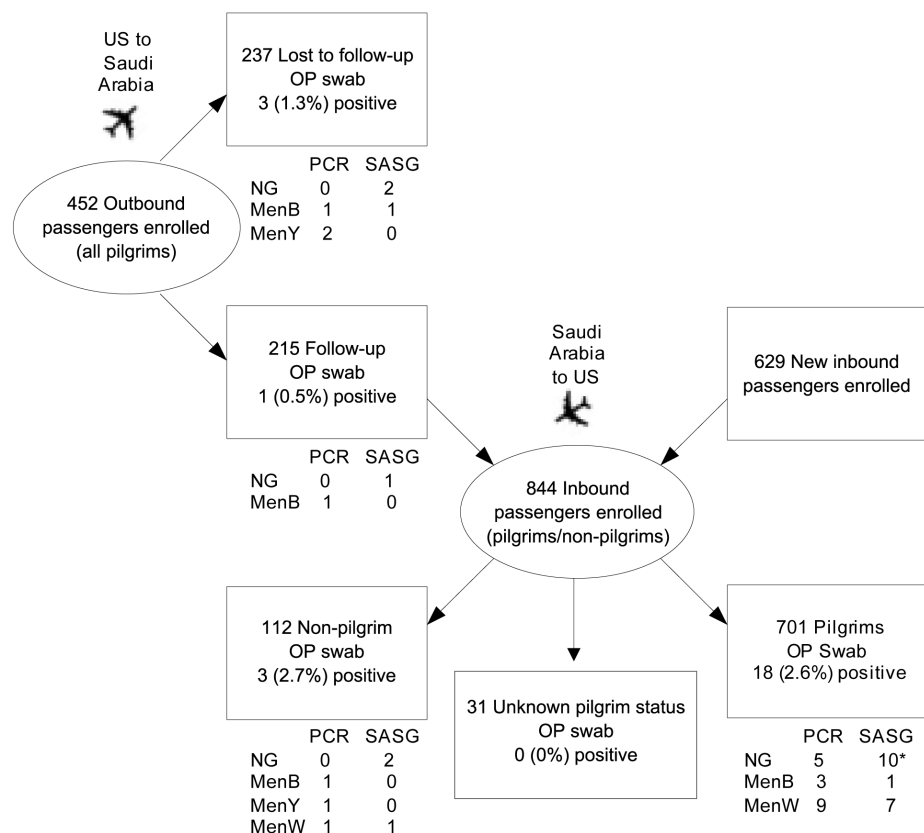 US to
Saudi
Arabia
237 Lost to follow-up
OP swab
3 (1.3%) positive
PCR SASG
NG 0 2
MenB 1 1
MenY 2 0
452 Outbound
passengers enrolled
(all pilgrims)
215 Follow-up
OP swab
1 (0.5%) positive
PCR SASG
NG 0 1
MenB 1 0
Saudi
Arabia
to US
629 New inbound
passengers enrolled
844 Inbound
passengers enrolled
(pilgrims/non-pilgrims)
112 Non-pilgrim
OP swab
3 (2.7%) positive
PCR SASG
NG 0 2
MenB 1 0
MenY 1 0
MenW 1 1
31 Unknown pilgrim status
OP swab
0 (0%) positive
701 Pilgrims
OP Swab
18 (2.6%) positive
PCR SASG
NG 5 10*
MenB 3 1
MenW 9 7